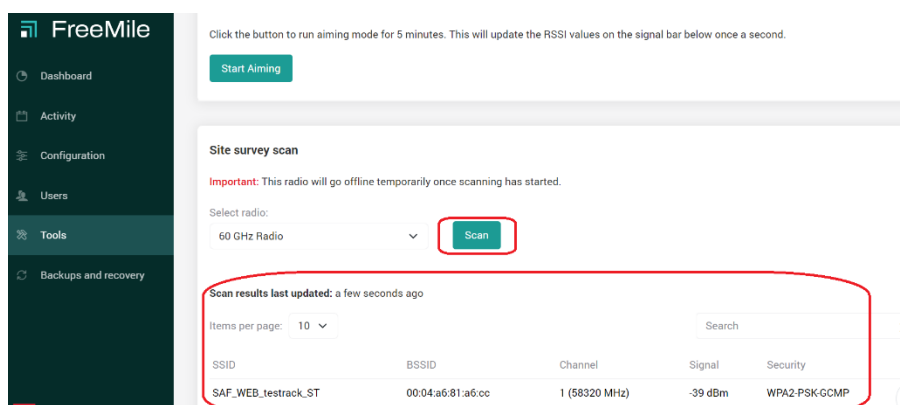 FreeMile
Click the button to run aiming mode for 5 minutes. This will update the RSSI values on the signal bar below once a second.
Start Aiming
Dashboard
Activity
Configuration
Users
Tools
Backups and recovery
Site survey scan
Important: This radio will go offline temporarily once scanning has started.
Select radio:
60 GHz Radio Scan
Scan results last updated: a few seconds ago
Items per page: 10 Search
SSID BSSID Channel Signal Security
SAF_WEB_testrack_ST 00:04:a6:81:a6:cc 1 (58320 MHz) -39 dBm WPA2-PSK-GCMP